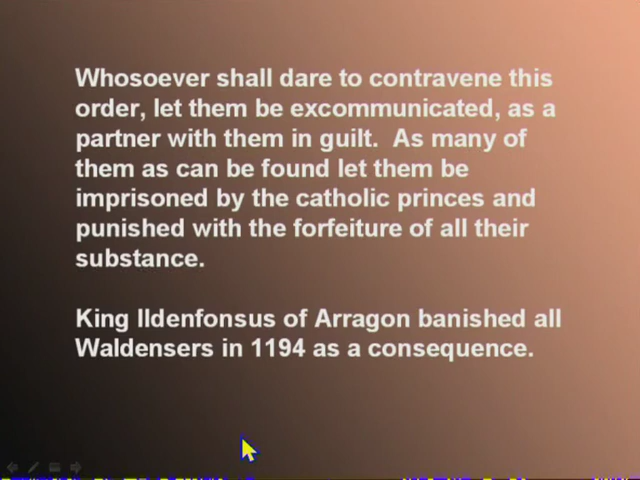 Whosoever shall dare to contravene this
order, let them be excommunicated, as a
partner with them in guilt.  As many of
them as can be found let them be
imprisoned by the catholic princes and
punished with the forfeiture of all their
substance.
King Ildenfonsus of Arragon banished all
Waldensers in 1194 as a consequence.